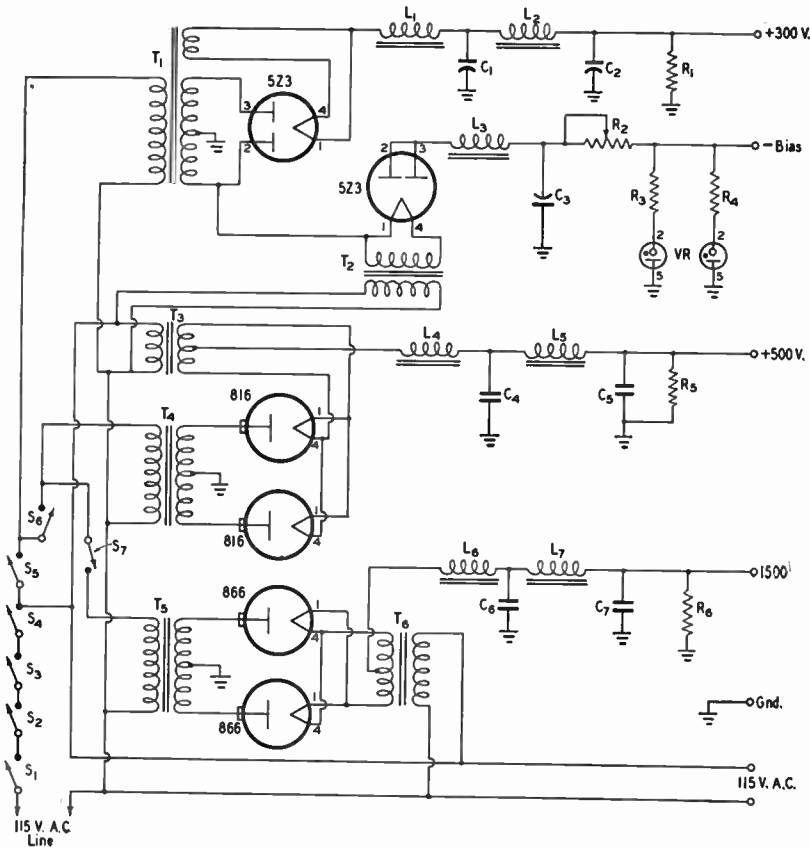 L1
L2
+300 V.
T1
5Z3
3
4
2
1
C1
C2
R1
L3
R2
- Bias
2
3
5Z3
1
4
C3
R3
R4
2
2
VR
5
5
T2
T3
L4
L5
+500 V.
816
1
4
C4
C5
R5
T4
816
1
4
S6
S7
L6
L7
1500
S5
866
1
4
C6
C7
R6
T5
T6
S4
S3
866
1
4
S2
Gnd.
S1
115 V. A.C.
115 V. A.C.
Line